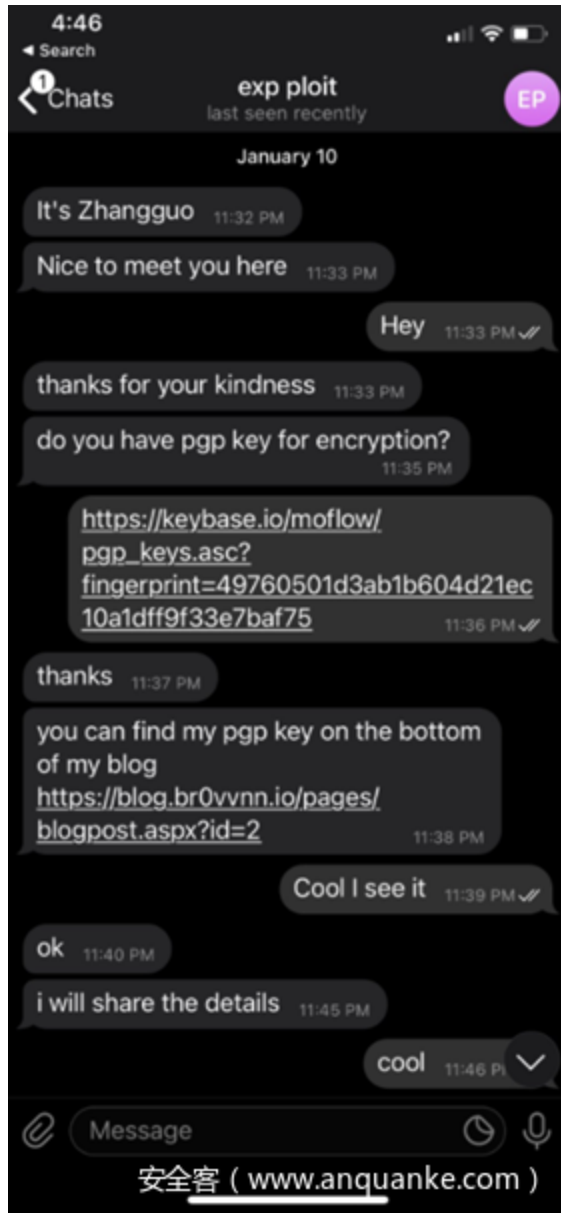 4:46
Search
1
Chats
exp ploit
last seen recently
EP
January 10
It's Zhangguo 11:32 PM
Nice to meet you here 11:33 PM
Hey 11:33 PM
thanks for your kindness 11:33 PM
do you have pgp key for encryption?
11:35 PM
https://keybase.io/moflow/
pgp_keys.asc?
fingerprint=49760501d3ab1b604d21ec
10a1dff9f33e7baf75 11:36 PM
thanks 11:37 PM
you can find my pgp key on the bottom
of my blog
https://blog.br0vvnn.io/pages/
blogpost.aspx?id=2 11:38 PM
Cool I see it 11:39 PM
ok 11:40 PM
i will share the details 11:45 PM
cool 11:46
Message
安全客（www.anquanke.com）